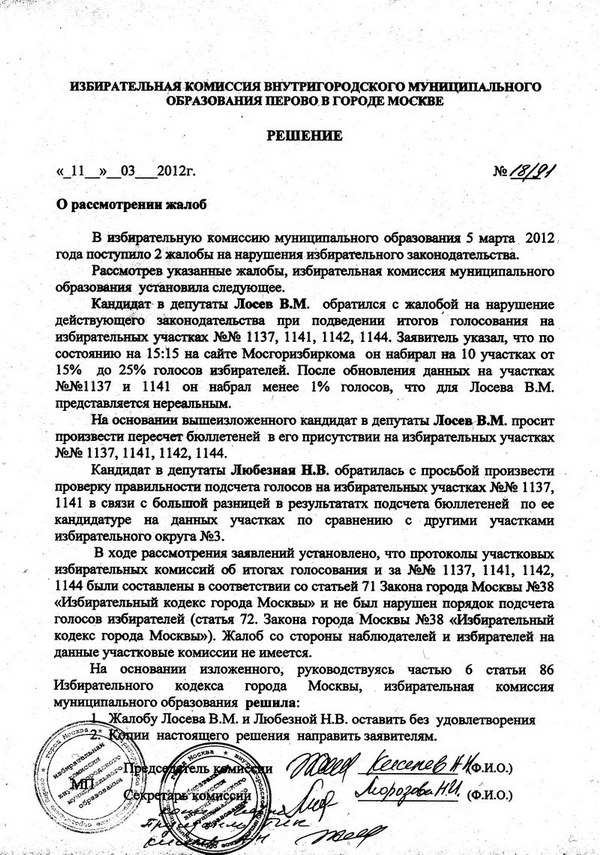 ИЗБИРАТЕЛЬНАЯ КОМИССИЯ ВНУТРИГОРОДСКОГО МУНИЦИПАЛЬНОГО
ОБРАЗОВАНИЯ ПЕРОВО В ГОРОДЕ МОСКВЕ
РЕШЕНИЕ
«_11__»__03___2012г. № 18/91
О рассмотрении жалоб
В избирательную комиссию муниципального образования 5 марта 2012
года поступило 2 жалобы на нарушения избирательного законодательства.
Рассмотрев указанные жалобы, избирательная комиссия муниципального
образования установила следующее.
Кандидат в депутаты Лосев В.М. обратился с жалобой на нарушение
действующего законодательства при подведении итогов голосования на
избирательных участках №№ 1137, 1141, 1142, 1144. Заявитель указал, что по
состоянию на 15:15 на сайте Мосгоризбиркома он набирал на 10 участках от
15% до 25% голосов избирателей. После обновления данных на участках
№№1137 и 1141 он набрал менее 1% голосов, что для Лосева В.М.
представляется нереальным.
На основании вышеизложенного кандидат в депутаты Лосев В.М. просит
произвести пересчет бюллетеней в его присутствии на избирательных участках
№№ 1137, 1141, 1142, 1144.
Кандидат в депутаты Любезная Н.В. обратилась с просьбой произвести
проверку правильности подсчета голосов на избирательных участках №№ 1137,
1141 в связи с большой разницей в результатах подсчета бюллетеней по ее
кандидатуре на данных участках по сравнению с другими участками
избирательного округа №3.
В ходе рассмотрения заявлений установлено, что протоколы участковых
избирательных комиссий об итогах голосования и за №№ 1137, 1141, 1142,
1144 были составлены в соответствии со статьей 71 Закона города Москвы №38
«Избирательный кодекс города Москвы» и не был нарушен порядок подсчета
голосов избирателей (статья 72. Закона города Москвы №38 «Избирательный
кодекс города Москвы»). Жалоб со стороны наблюдателей и избирателей на
данные участковые комиссии не имеется.
На основании изложенного, руководствуясь частью 6 статьи 86
Избирательного кодекса города Москвы, избирательная комиссия
муниципального образования решила:
1. Жалобу Лосева В.М. и Любезной Н.В. оставить без удовлетворения
2. Копии настоящего решения направить заявителям.
Председатель комиссии (Ф.И.О.)
МП
Секретарь комиссии Морозова Н.И. (Ф.И.О.)